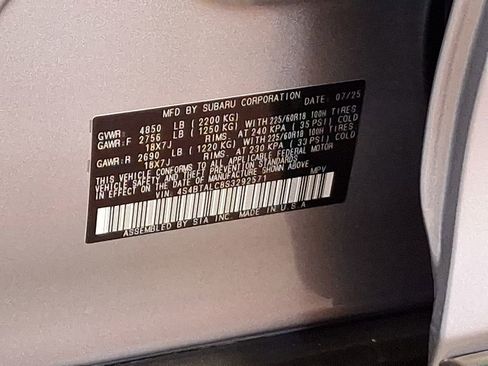 MFD BY SUBARU CORPORATION DATE: 07/25
GVWR: 4850 LB (2200 KG)
GAWR:F 2756 LB (1250 KG) WITH 225/60R18 100H TIRES
18X7J RIMS, AT 240 KPA (35 PSI) COLD
GAWR:R 2690 LB (1220 KG) WITH 225/60R18 100H TIRES
18X7J RIMS, AT 230 KPA (33 PSI) COLD
THIS VEHICLE CONFORMS TO ALL APPLICABLE FEDERAL MOTOR
VEHICLE SAFETY AND THEFT PREVENTION STANDARDS
IN EFFECT ON THE DATE OF MANUFACTURE SHOWN ABOVE
VIN: 4S4BTALC8S3292571 MPV
ASSEMBLED BY SIA INC. MADE IN U.S.A